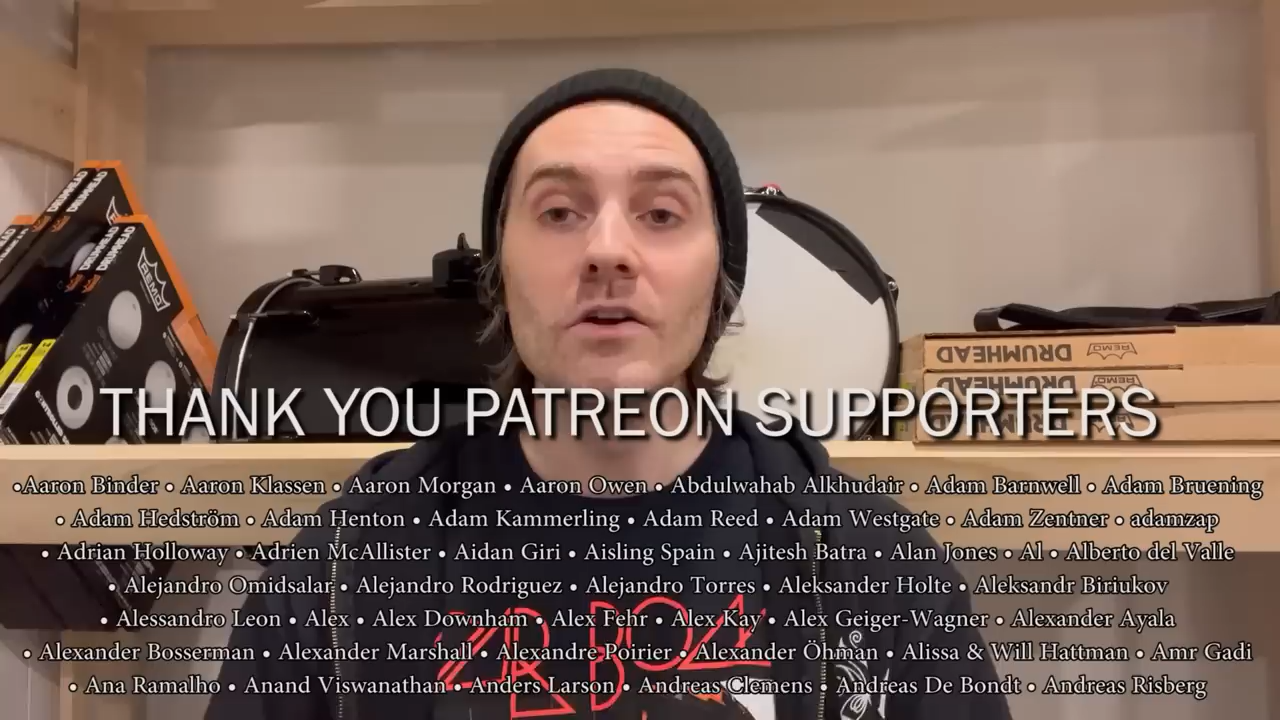 DRUMHEAD
DRUMHEAD
DRUMHEAD
DRUMHEAD
REMO
DRUMHEAD REMO
DRUMHEAD REMO
THANK YOU PATREON SUPPORTERS
•Aaron Binder • Aaron Klassen • Aaron Morgan • Aaron Owen • Abdulwahab Alkhudair • Adam Barnwell • Adam Bruening
• Adam Hedström • Adam Henton • Adam Kammerling • Adam Reed • Adam Westgate • Adam Zentner • adamzap
• Adrian Holloway • Adrien McAllister • Aidan Giri • Aisling Spain • Ajitesh Batra • Alan Jones • Al • Alberto del Valle
• Alejandro Omidsalar • Alejandro Rodriguez • Alejandro Torres • Aleksander Holte • Aleksandr Biriukov
• Alessandro Leon • Alex • Alex Downham • Alex Fehr • Alex Kay • Alex Geiger-Wagner • Alexander Ayala
• Alexander Bosserman • Alexander Marshall • Alexandre Poirier • Alexander Öhman • Alissa & Will Hattman • Amr Gadi
• Ana Ramalho • Anand Viswanathan • Anders Larson • Andreas Clemens • Andreas De Bondt • Andreas Risberg